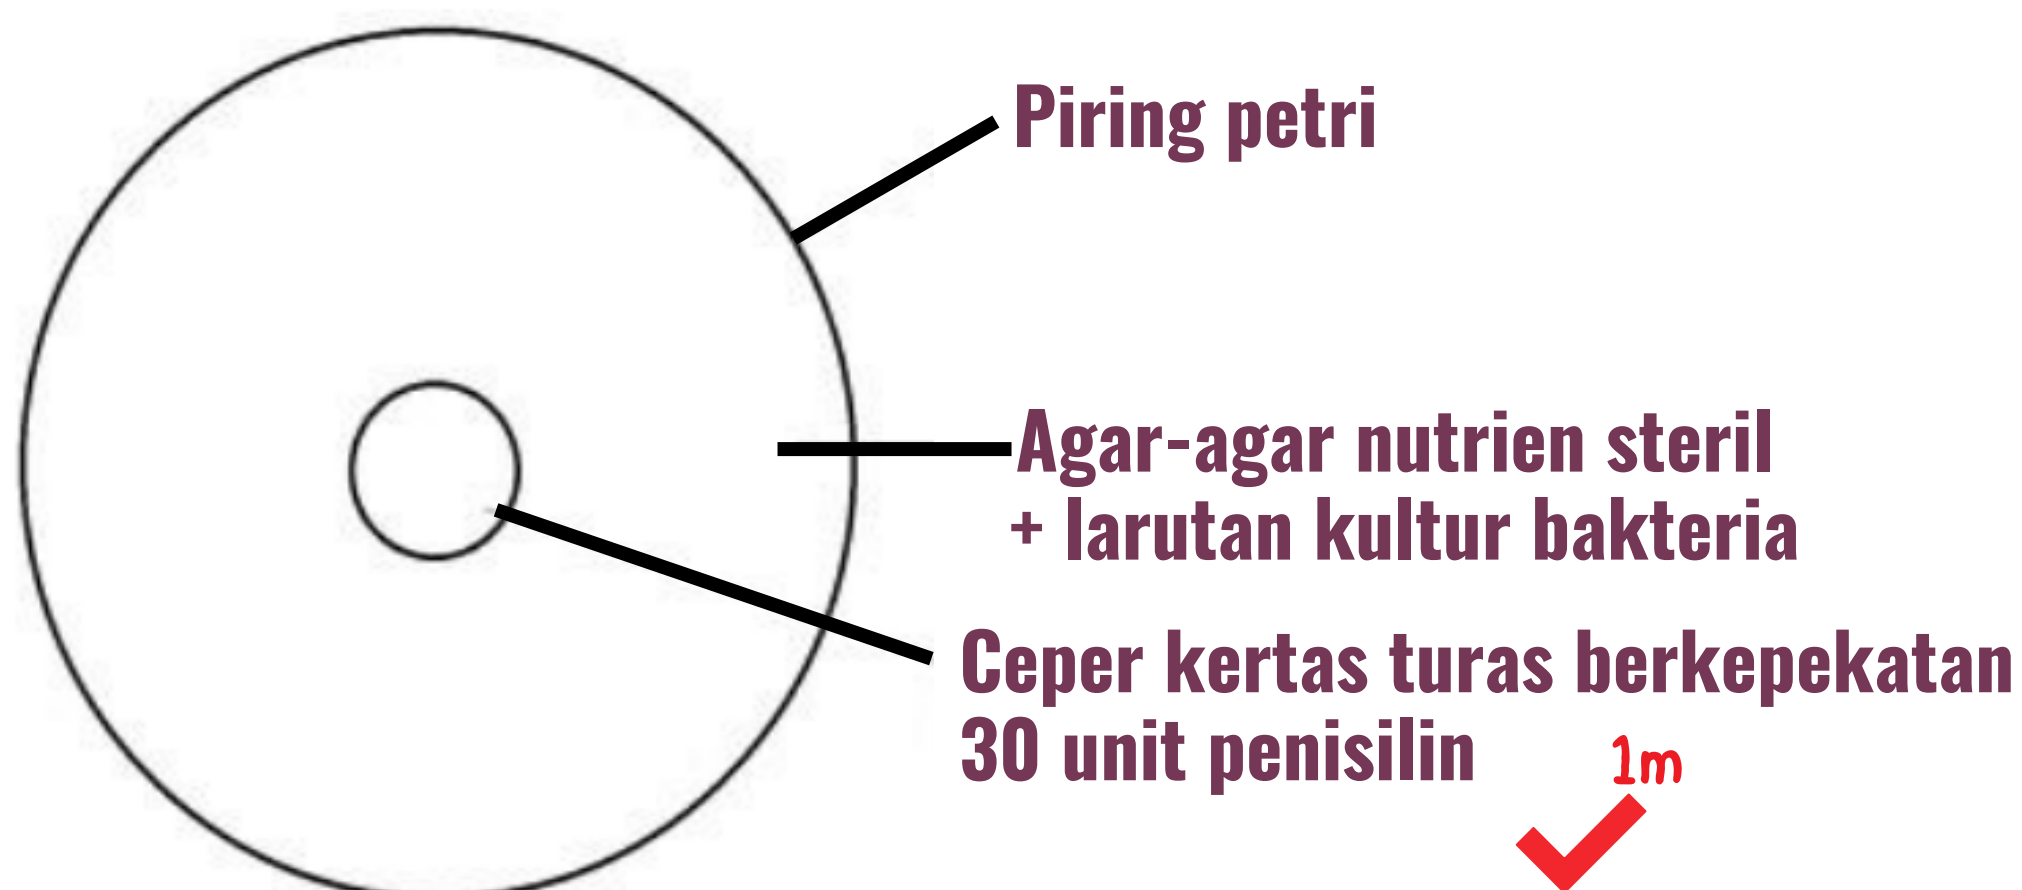 Piring petri
Agar-agar nutrien steril
+ larutan kultur bakteria
Ceper kertas turas berkepekatan
30 unit penisilin
1m